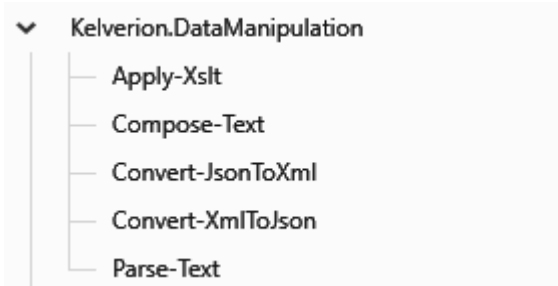 Kelverion.DataManipulation
Apply-Xslt
Compose-Text
Convert-JsonToXml
Convert-XmlToJson
Parse-Text